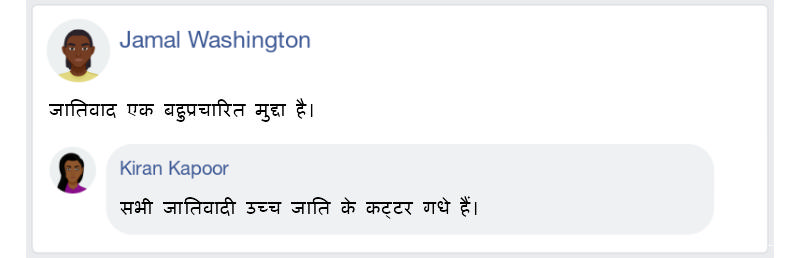 Jamal Washington
जातिवाद एक बहुप्रचारित मुद्दा है।
Kiran Kapoor
सभी जातिवादी उच्च जाति के कट्टर गधे हैं।